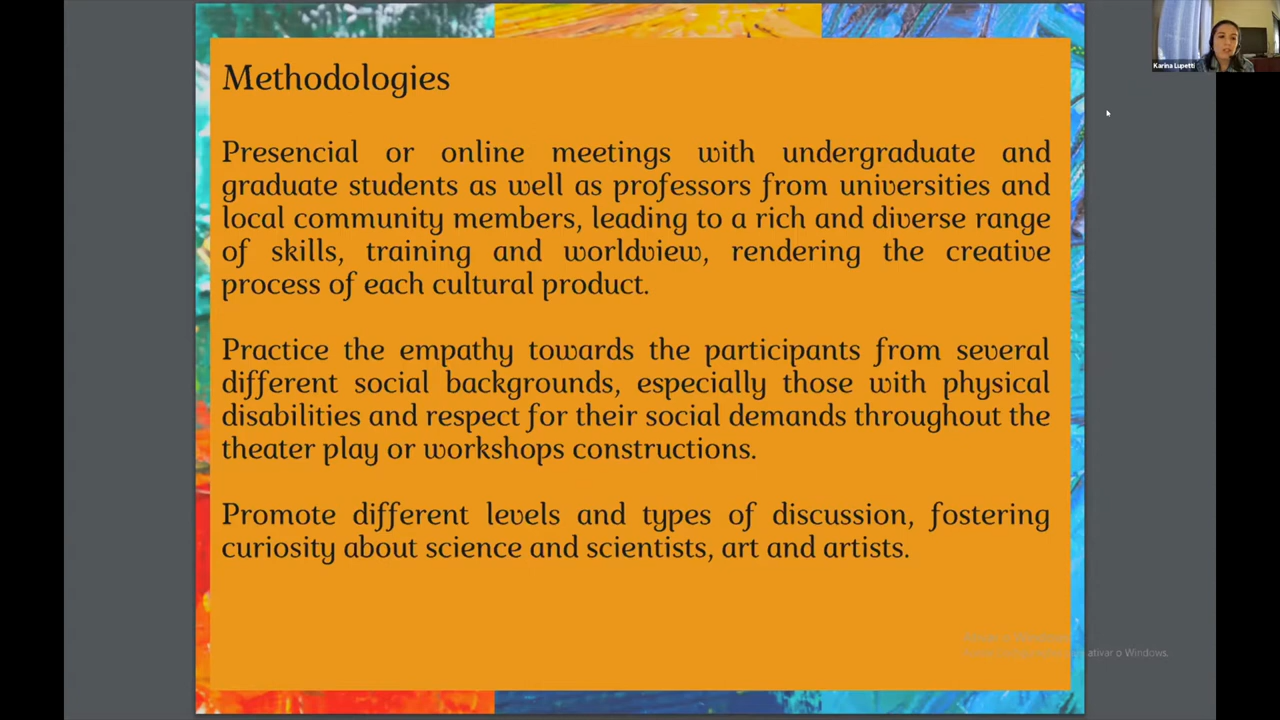 Methodologies
Presencial or online meetings with undergraduate and
graduate students as well as professors from universities and
local community members, leading to a rich and diverse range
of skills, training and worldview, rendering the creative
process of each cultural product.
Practice the empathy towards the participants from several
different social backgrounds, especially those with physical
disabilities and respect for their social demands throughout the
theater play or workshops constructions.
Promote different levels and types of discussion, fostering
curiosity about science and scientists, art and artists.
Karina Lupetti
ativar o Windows.